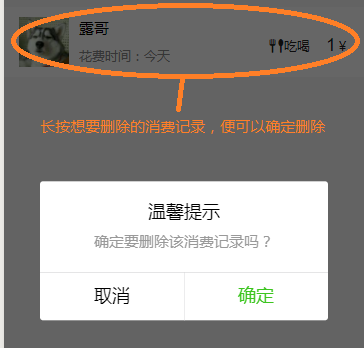 露哥
花费时间：今天
吃喝 1 ¥
长按想要删除的消费记录，便可以确定删除
温馨提示
确定要删除该消费记录吗？
取消 确定